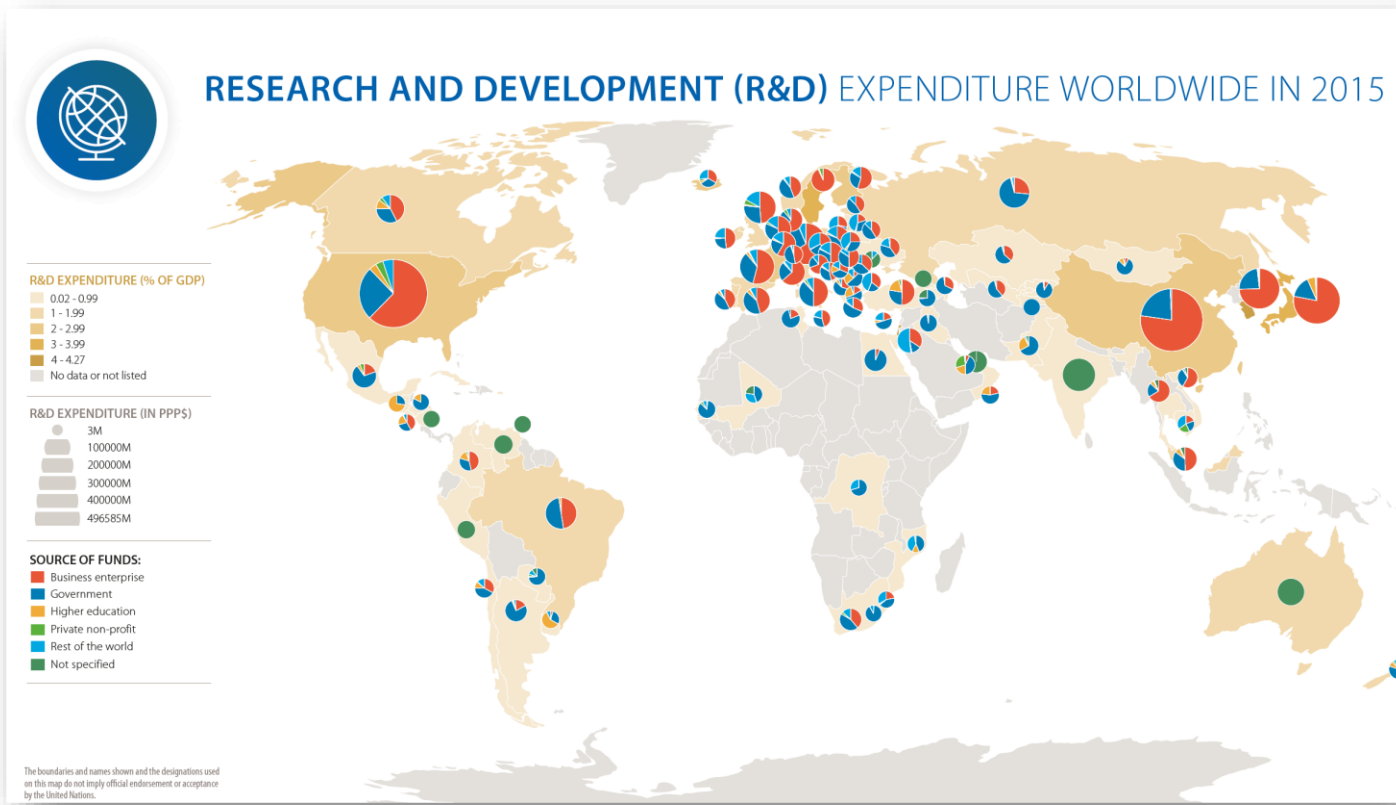 RESEARCH AND DEVELOPMENT (R&D) EXPENDITURE WORLDWIDE IN 2015
R&D EXPENDITURE (% OF GDP)
0.02 - 0.99
1 - 1.99
2 - 2.99
3 - 3.99
4 - 4.27
No data or not listed
R&D EXPENDITURE (IN PPP$)
3M
100000M
200000M
300000M
400000M
496585M
SOURCE OF FUNDS:
Business enterprise
Government
Higher education
Private non-profit
Rest of the world
Not specified
The boundaries and names shown and the designations used
on this map do not imply official endorsement or acceptance
by the United Nations.